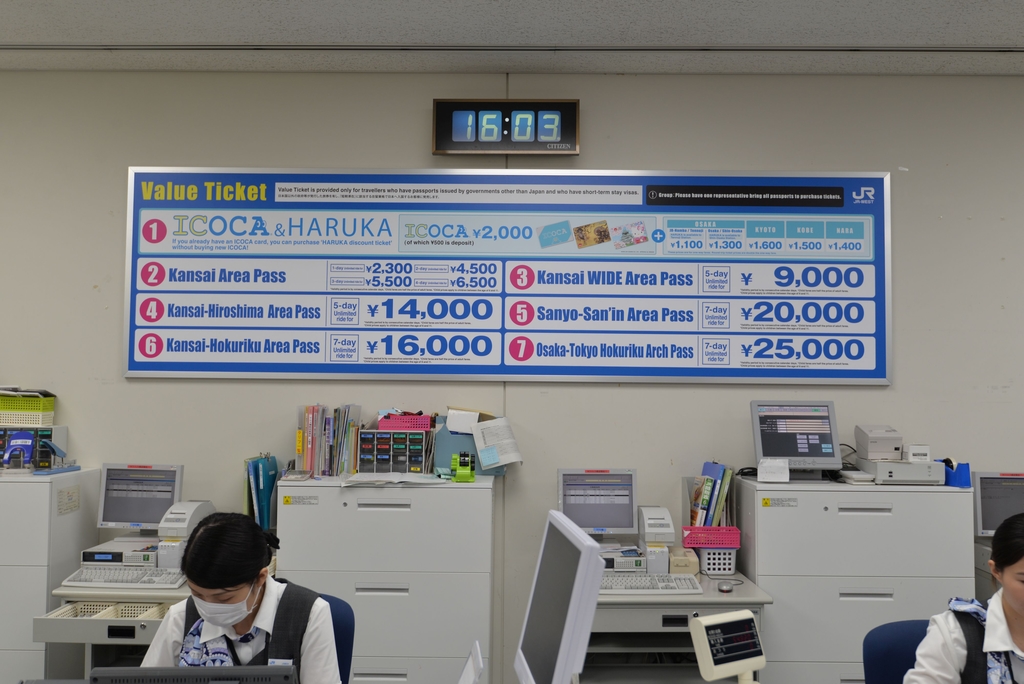 16:03
CITIZEN
Value Ticket
Value Ticket is provided only for travellers who have passports issued by governments other than Japan and who have short-term stay visas.
Group: Please have one representative bring all passports to purchase tickets.
JR
JR-WEST
1 ICOCA & HARUKA
If you already have an ICOCA card, you can purchase 'HARUKA discount ticket' without buying new ICOCA!
ICOCA ¥2,000
(of which ¥500 is deposit)
+
OSAKA KYOTO KOBE NARA
¥1,100 ¥1,300 ¥1,600 ¥1,500 ¥1,400
2 Kansai Area Pass
¥2,300 ¥4,500
¥5,500 ¥6,500
3 Kansai WIDE Area Pass
5-day Unlimited ride for
¥ 9,000
4 Kansai-Hiroshima Area Pass
5-day Unlimited ride for
¥14,000
5 Sanyo-San'in Area Pass
7-day Unlimited ride for
¥20,000
6 Kansai-Hokuriku Area Pass
7-day Unlimited ride for
¥16,000
7 Osaka-Tokyo Hokuriku Arch Pass
7-day Unlimited ride for
¥25,000